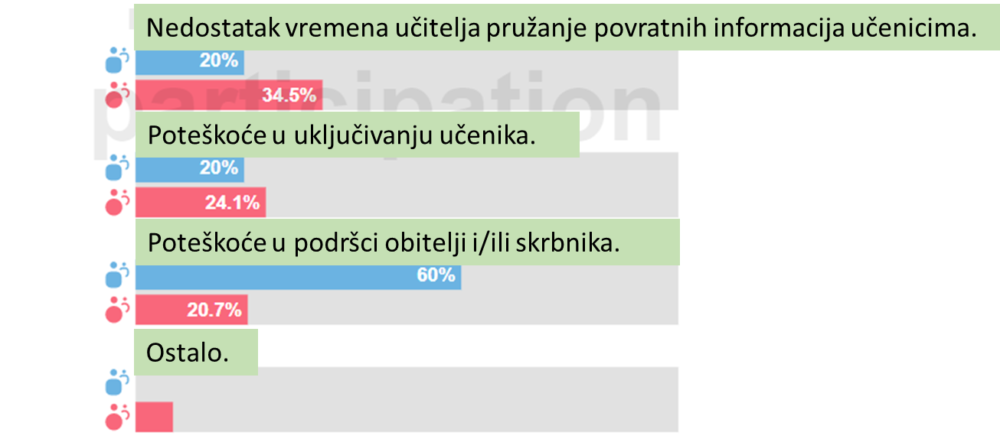 Nedostatak vremena učitelja pružanje povratnih informacija učenicima.
20%
participation
34.5%
Poteškoće u uključivanju učenika.
20%
24.1%
Poteškoće u podršci obitelji i/ili skrbnika.
60%
20.7%
Ostalo.